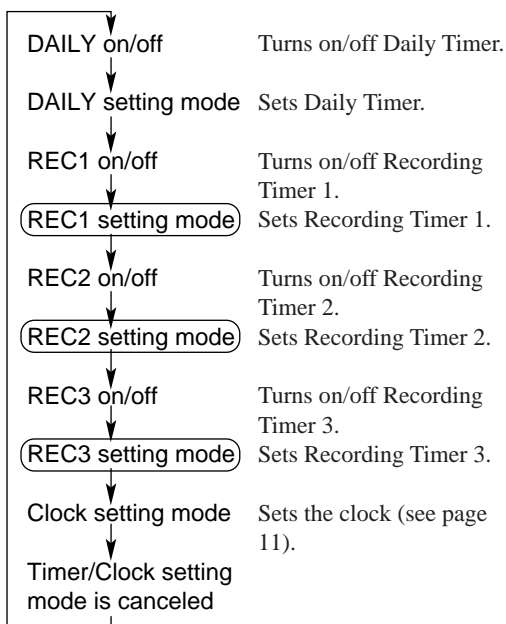 DAILY on/off Turns on/off Daily Timer.
DAILY setting mode Sets Daily Timer.
REC1 on/off Turns on/off Recording
Timer 1.
REC1 setting mode Sets Recording Timer 1.
REC2 on/off Turns on/off Recording
Timer 2.
REC2 setting mode Sets Recording Timer 2.
REC3 on/off Turns on/off Recording
Timer 3.
REC3 setting mode Sets Recording Timer 3.
Clock setting mode Sets the clock (see page
11).
Timer/Clock setting
mode is canceled